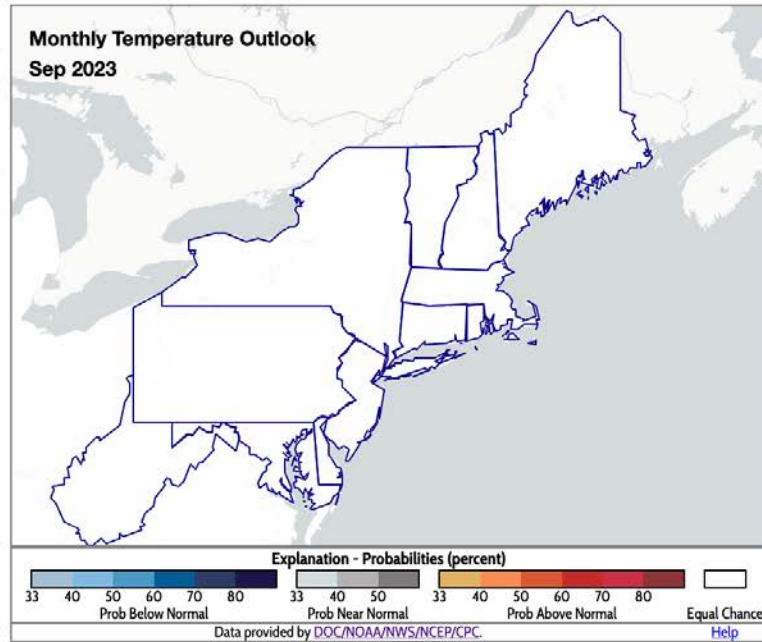 Monthly Temperature Outlook
Sep 2023
Explanation - Probabilities (percent)
33 40 50 60 70 80 33 40 50 33 40 50 60 70 80
Prob Below Normal Prob Near Normal Prob Above Normal Equal Chance
Data provided by DOC/NOAA/NWS/NCEP/CPC. Help